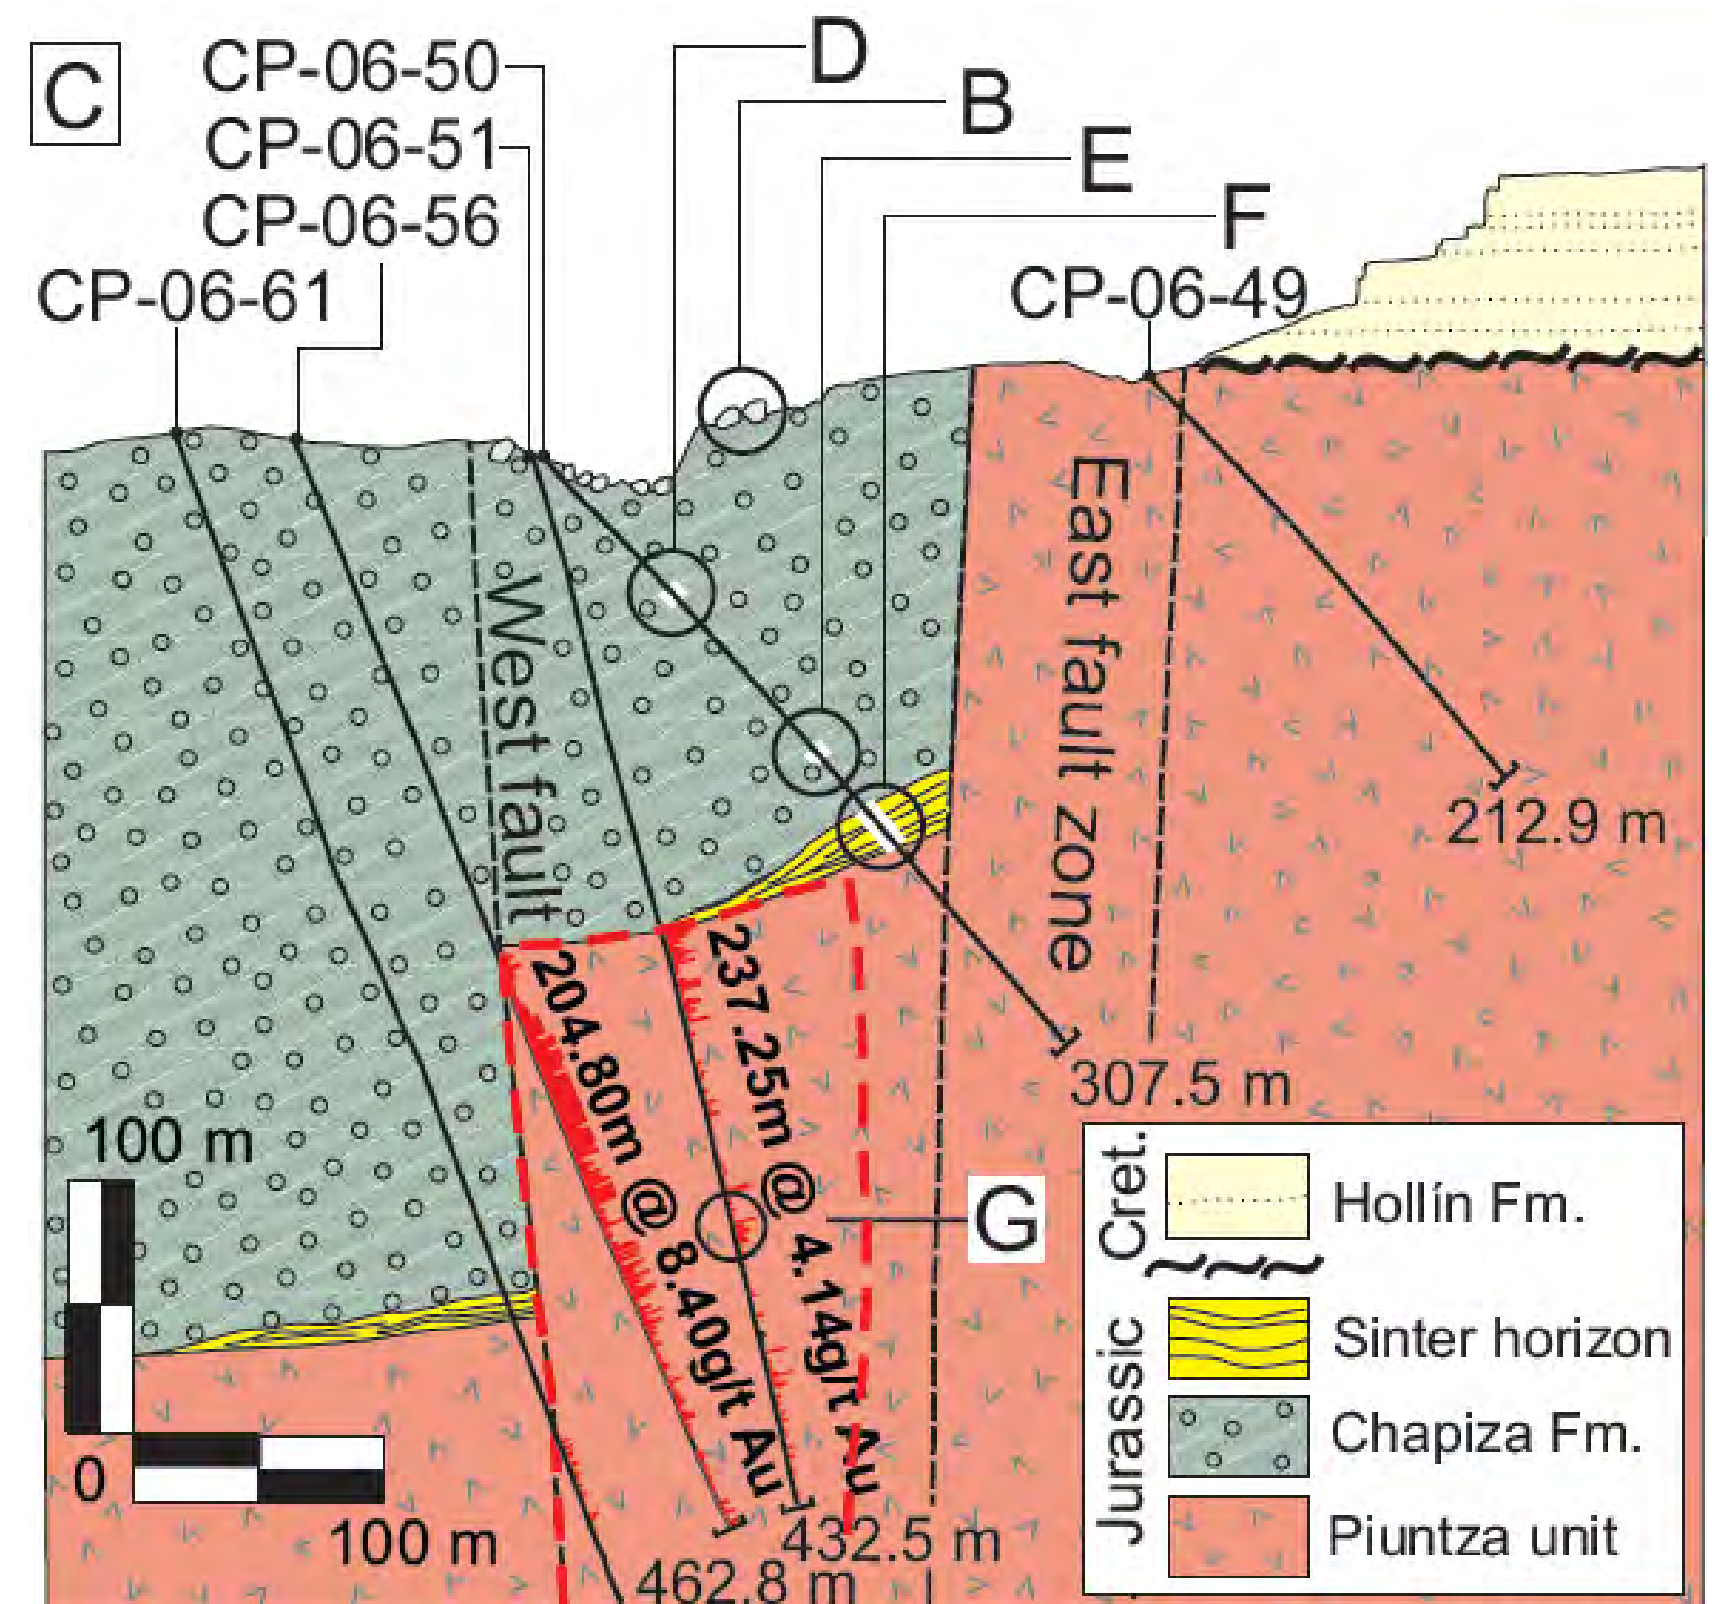 C
CP-06-50
CP-06-51
CP-06-56
CP-06-61
D
B
E
F
CP-06-49
West fault
East fault zone
212.9 m
307.5 m
204.80m @ 8.40g/t Au
237.25m @ 4.14g/t Au
G
432.5 m
462.8 m
100 m
0
100 m
Cret.
Hollín Fm.
Jurassic
Sinter horizon
Chapiza Fm.
Piuntza unit